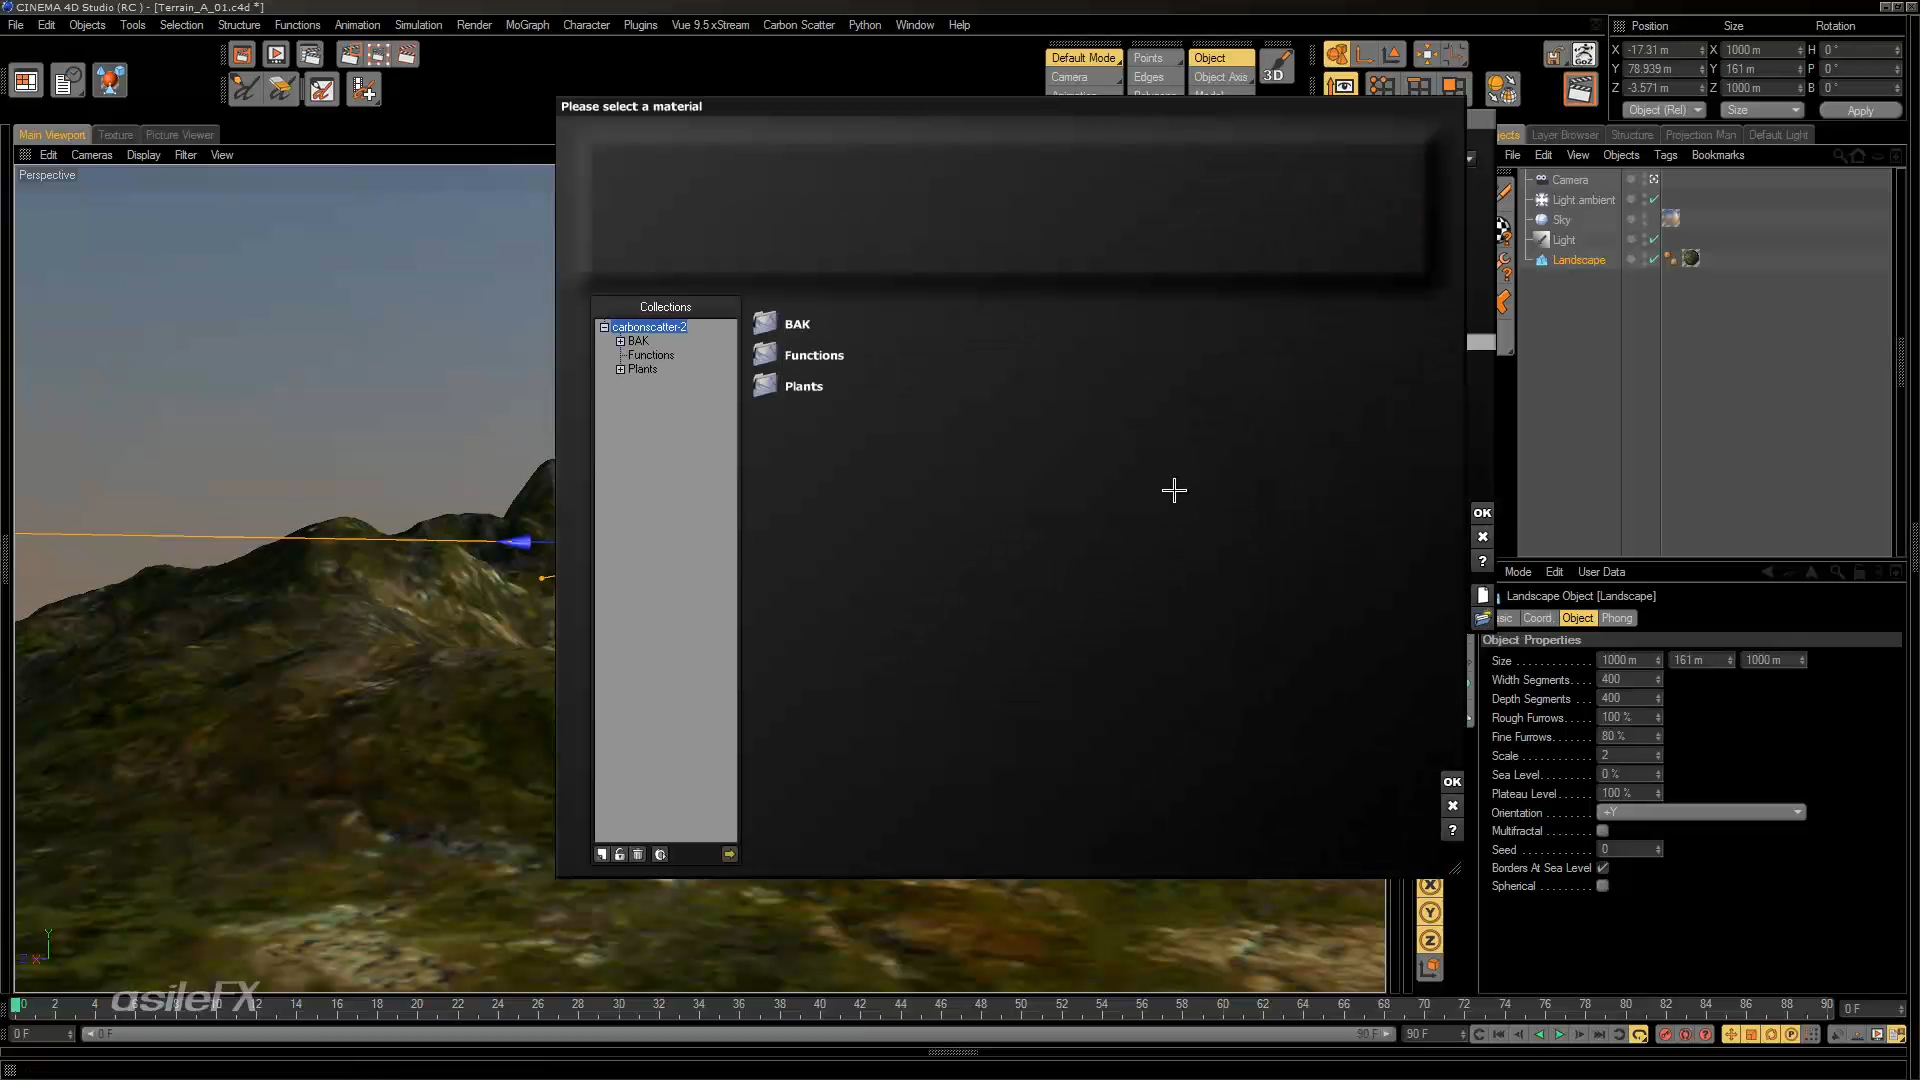 CINEMA 4D Studio (RC ) - [Terrain_A_01.c4d *]
File Edit Objects Tools Selection Structure Functions Animation Simulation Render MoGraph Character Plugins Vue 9.5 xStream Carbon Scatter Python Window Help
Default Mode Points Object
Camera Edges Object Axis
3D
GoZ
Position Size Rotation
X -17.31 m X 1000 m H 0 °
Y 78.939 m Y 161 m P 0 °
Z -3.571 m Z 1000 m B 0 °
Object (Rel) Size Apply
Main Viewport Texture Picture Viewer
Edit Cameras Display Filter View
Perspective
Please select a material
Collections
carbonscatter-2
BAK
Functions
Plants
BAK
Functions
Plants
OK
?
OK
?
jects Layer Browser Structure Projection Man Default Light
File Edit View Objects Tags Bookmarks
Camera
Light.ambient
Sky
Light
Landscape
Mode Edit User Data
Landscape Object [Landscape]
sic Coord. Object Phong
Object Properties
Size . . . . . . . . . . . . 1000 m 161 m 1000 m
Width Segments. . . . 400
Depth Segments . . . . 400
Rough Furrows. . . . . 100 %
Fine Furrows. . . . . . 80 %
Scale . . . . . . . . . . . 2
Sea Level. . . . . . . . . 0 %
Plateau Level. . . . . . 100 %
Orientation . . . . . . . . +Y
Multifractal . . . . . . . .
Seed . . . . . . . . . . . 0
Borders At Sea Level
Spherical . . . . . . . . .
X
Y
Z
Y
Z X
asileFX
0 2 4 6 8 10 12 14 16 18 20 22 24 26 28 30 32 34 36 38 40 42 44 46 48 50 52 54 56 58 60 62 64 66 68 70 72 74 76 78 80 82 84 86 88 90 0 F
0 F 0 F 90 F 90 F